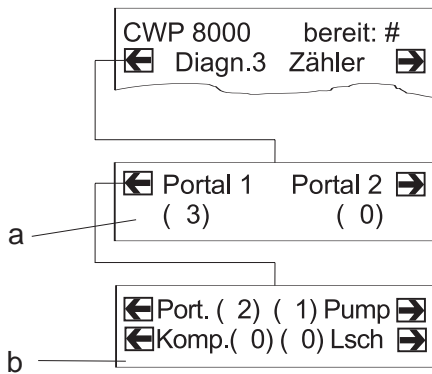 CWP 8000 bereit: #
Diagn.3 Zähler
Portal 1 Portal 2
( 3) ( 0)
a
Port. ( 2) ( 1) Pump
Komp.( 0) ( 0) Lsch
b